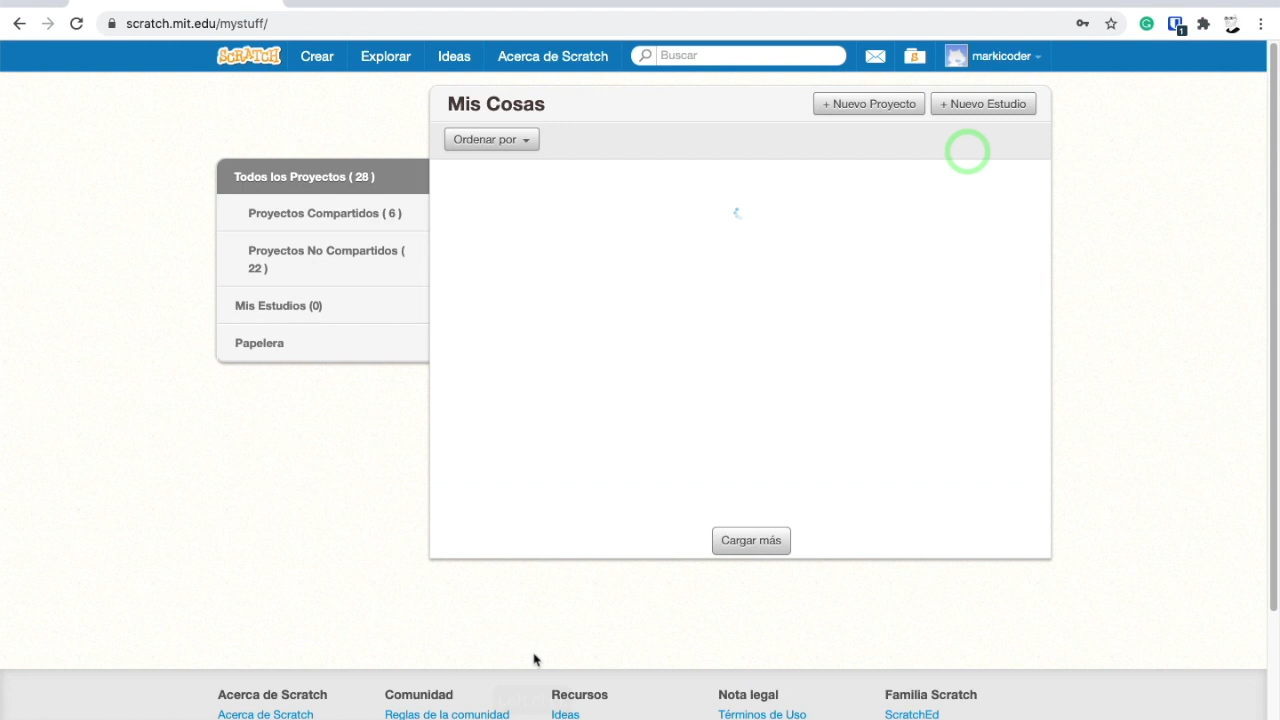 scratch.mit.edu/mystuff/
1
SCRATCH
Crear
Explorar
Ideas
Acerca de Scratch
Buscar
S
markicoder
Mis Cosas
+ Nuevo Proyecto
+ Nuevo Estudio
Ordenar por
Todos los Proyectos ( 28 )
Proyectos Compartidos ( 6 )
Proyectos No Compartidos (
22 )
Mis Estudios (0)
Papelera
Cargar más
Acerca de Scratch
Comunidad
Recursos
Nota legal
Familia Scratch
Acerca de Scratch
Reglas de la comunidad
Ideas
Términos de Uso
ScratchEd